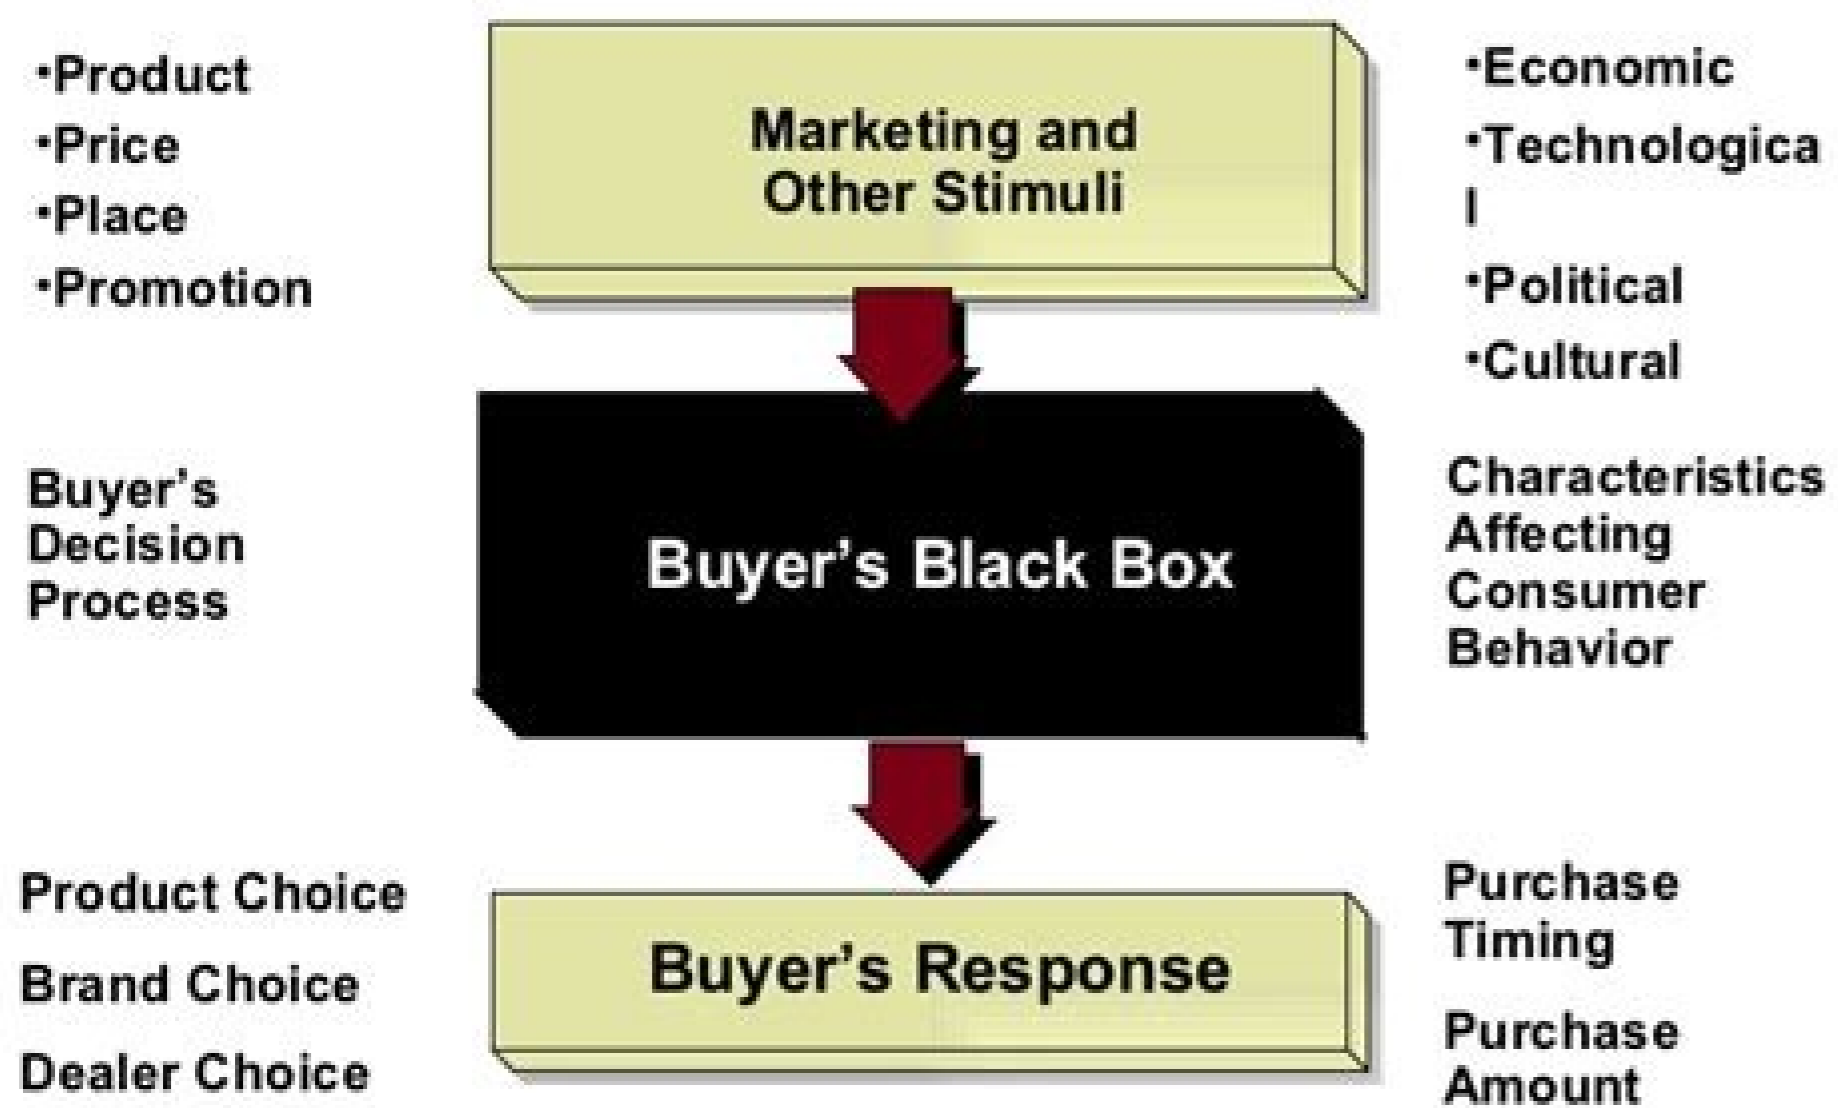 •Product
•Price
•Place
•Promotion
Marketing and
Other Stimuli
•Economic
•Technologica
l
•Political
•Cultural
Buyer’s
Decision
Process
Buyer’s Black Box
Characteristics
Affecting
Consumer
Behavior
Product Choice
Brand Choice
Dealer Choice
Buyer’s Response
Purchase
Timing
Purchase
Amount